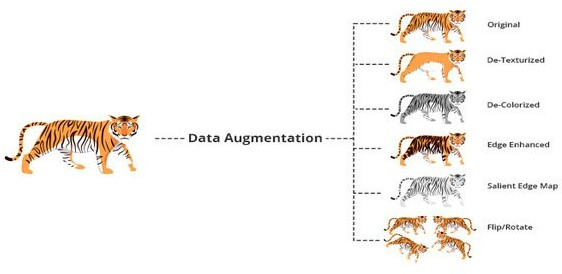 Original
De-Texturized
De-Colorized
Data Augmentation
Edge Enhanced
Salient Edge Map
Flip/Rotate